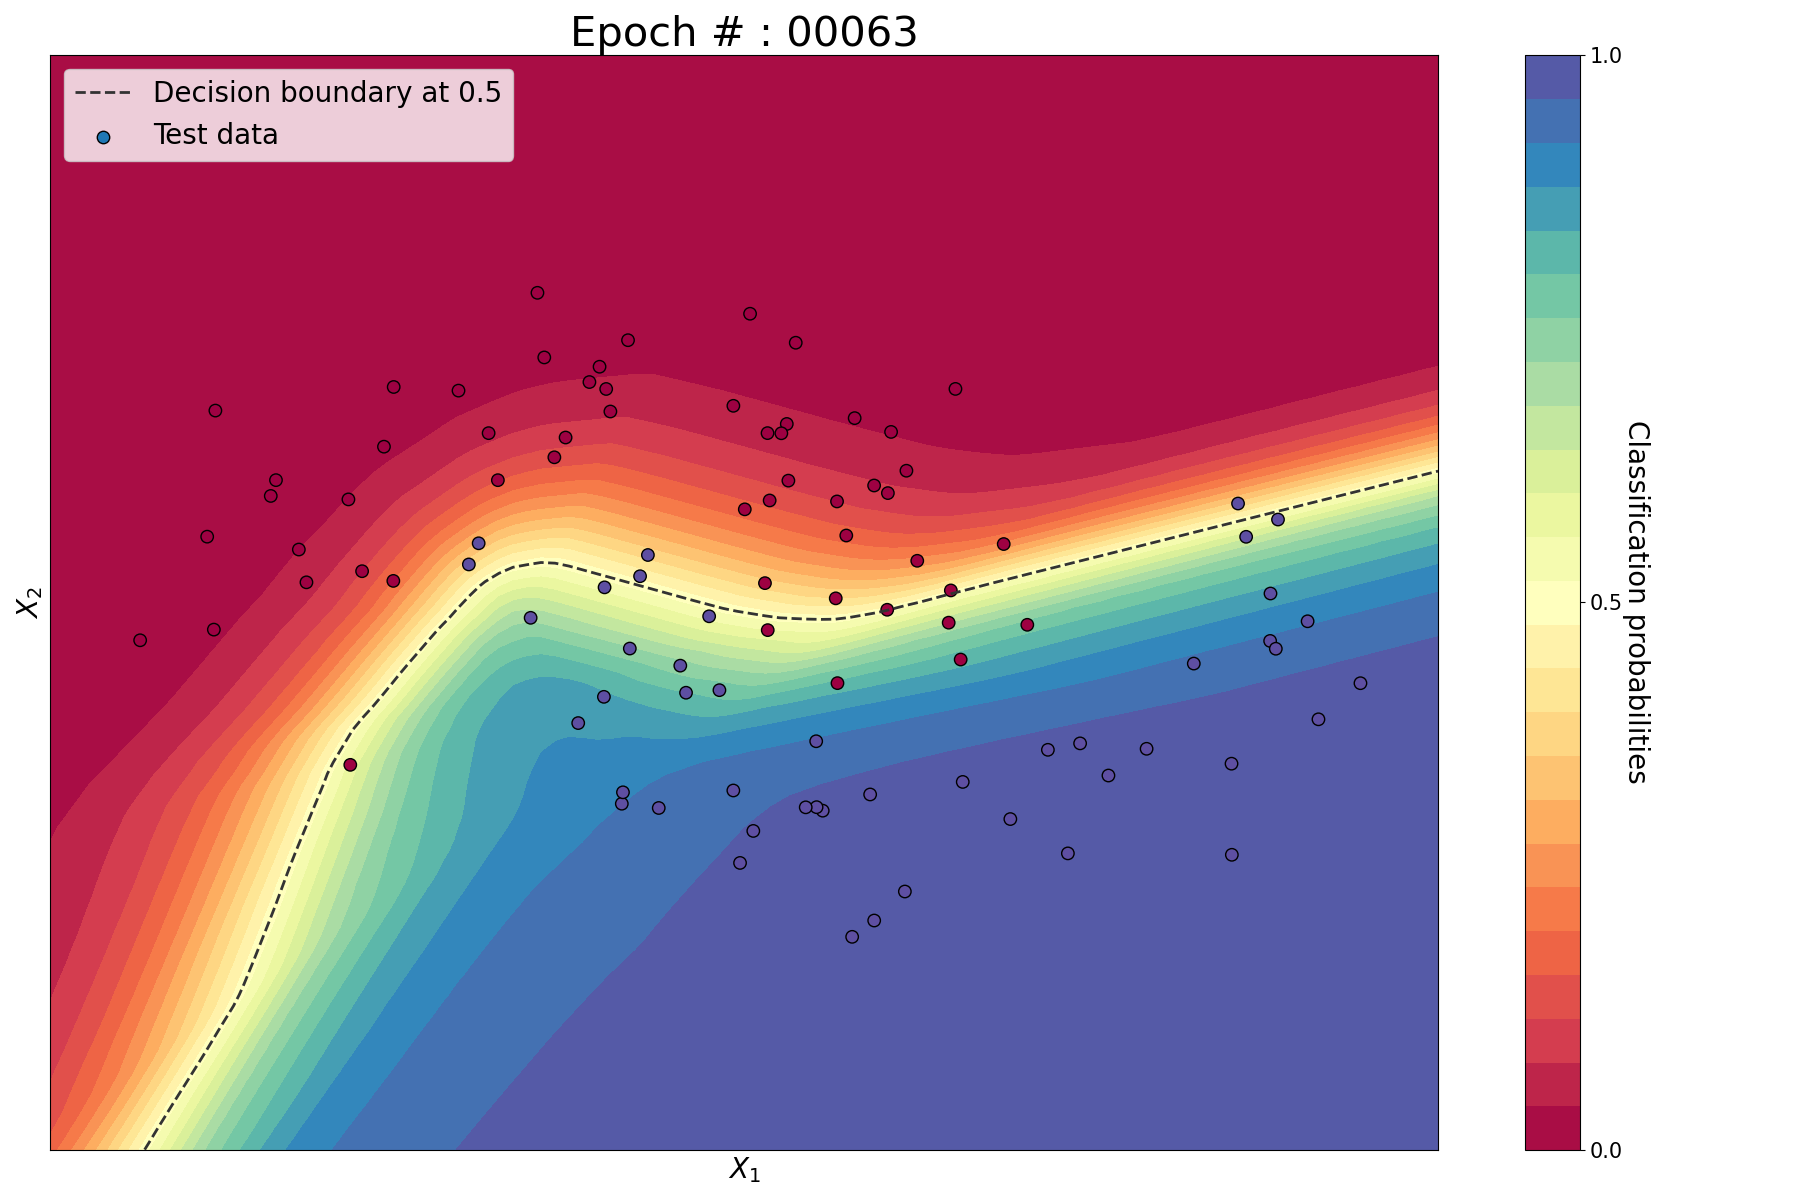 Epoch # : 00063
Decision boundary at 0.5
Test data
X₂
X₁
1.0
0.5
0.0
Classification probabilities